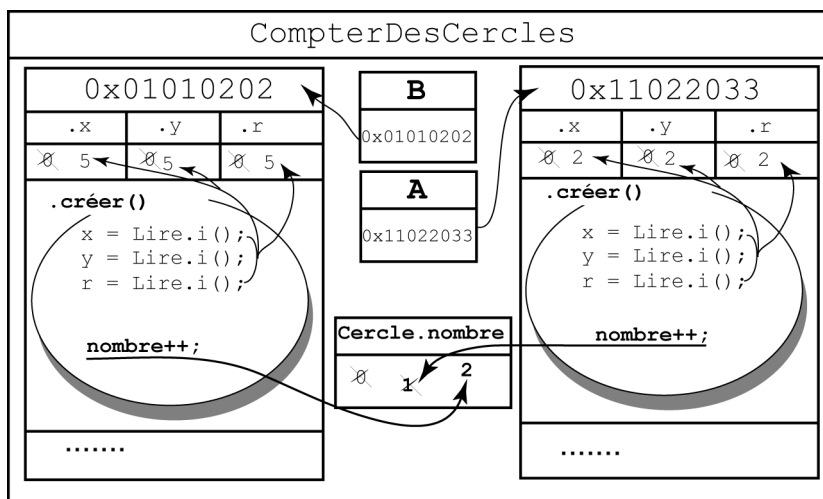 CompterDesCercles
0x01010202
.x .y .r
0 5 0 5 0 5
.créer()
x = Lire.i();
y = Lire.i();
r = Lire.i();
nombre++;
.......
B
0x01010202
A
0x11022033
Cercle.nombre
0 1 2
0x11022033
.x .y .r
0 2 0 2 0 2
.créer()
x = Lire.i();
y = Lire.i();
r = Lire.i();
nombre++;
.......